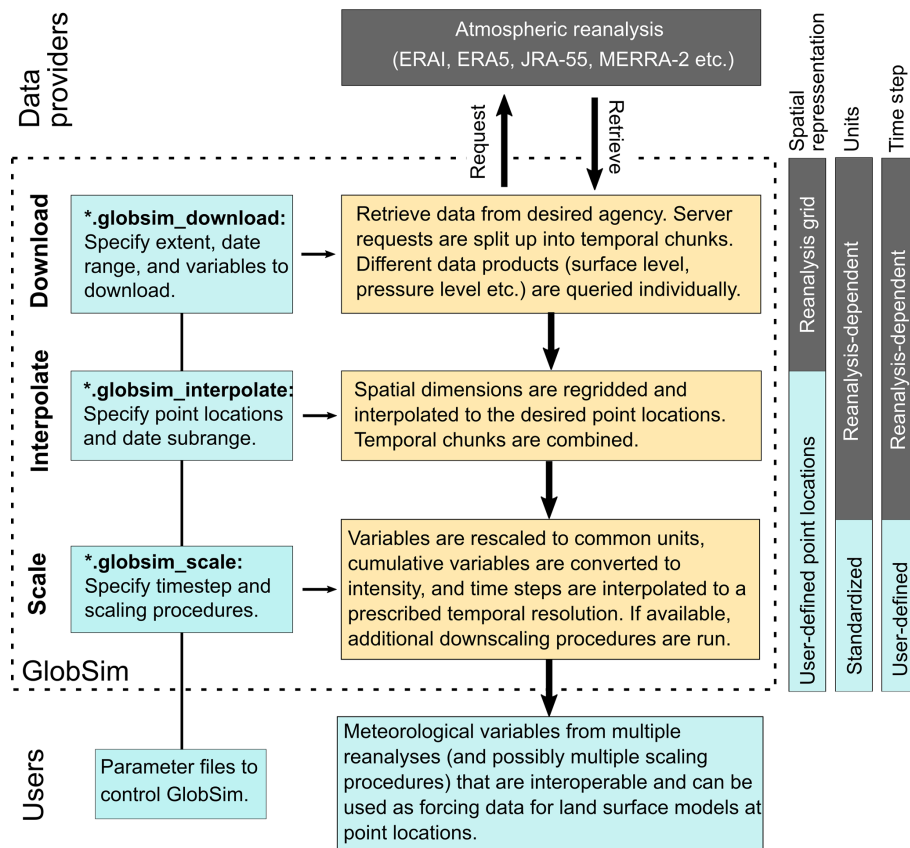 Data
providers
Atmospheric reanalysis
(ERAI, ERA5, JRA-55, MERRA-2 etc.)
Request
Retrieve
Spatial
representation
Units
Time step
Download
*.globsim_download:
Specify extent, date
range, and variables to
download.
Retrieve data from desired agency. Server
requests are split up into temporal chunks.
Different data products (surface level,
pressure level etc.) are queried individually.
Interpolate
*.globsim_interpolate:
Specify point locations
and date subrange.
Spatial dimensions are regridded and
interpolated to the desired point locations.
Temporal chunks are combined.
Scale
*.globsim_scale:
Specify timestep and
scaling procedures.
Variables are rescaled to common units,
cumulative variables are converted to
intensity, and time steps are interpolated to a
prescribed temporal resolution. If available,
additional downscaling procedures are run.
GlobSim
Reanalysis grid
User-defined point locations
Reanalysis-dependent
Standardized
Reanalysis-dependent
User-defined
Users
Parameter files to
control GlobSim.
Meteorological variables from multiple
reanalyses (and possibly multiple scaling
procedures) that are interoperable and can be
used as forcing data for land surface models at
point locations.